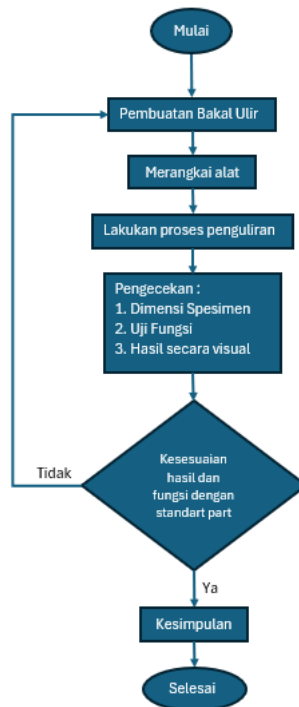 Mulai
Pembuatan Bakal Ulir
Merangkai alat
Lakukan proses penguliran
Pengecekan :
1. Dimensi Spesimen
2. Uji Fungsi
3. Hasil secara visual
Kesesuaian
hasil dan
fungsi dengan
standart part
Tidak
Ya
Kesimpulan
Selesai